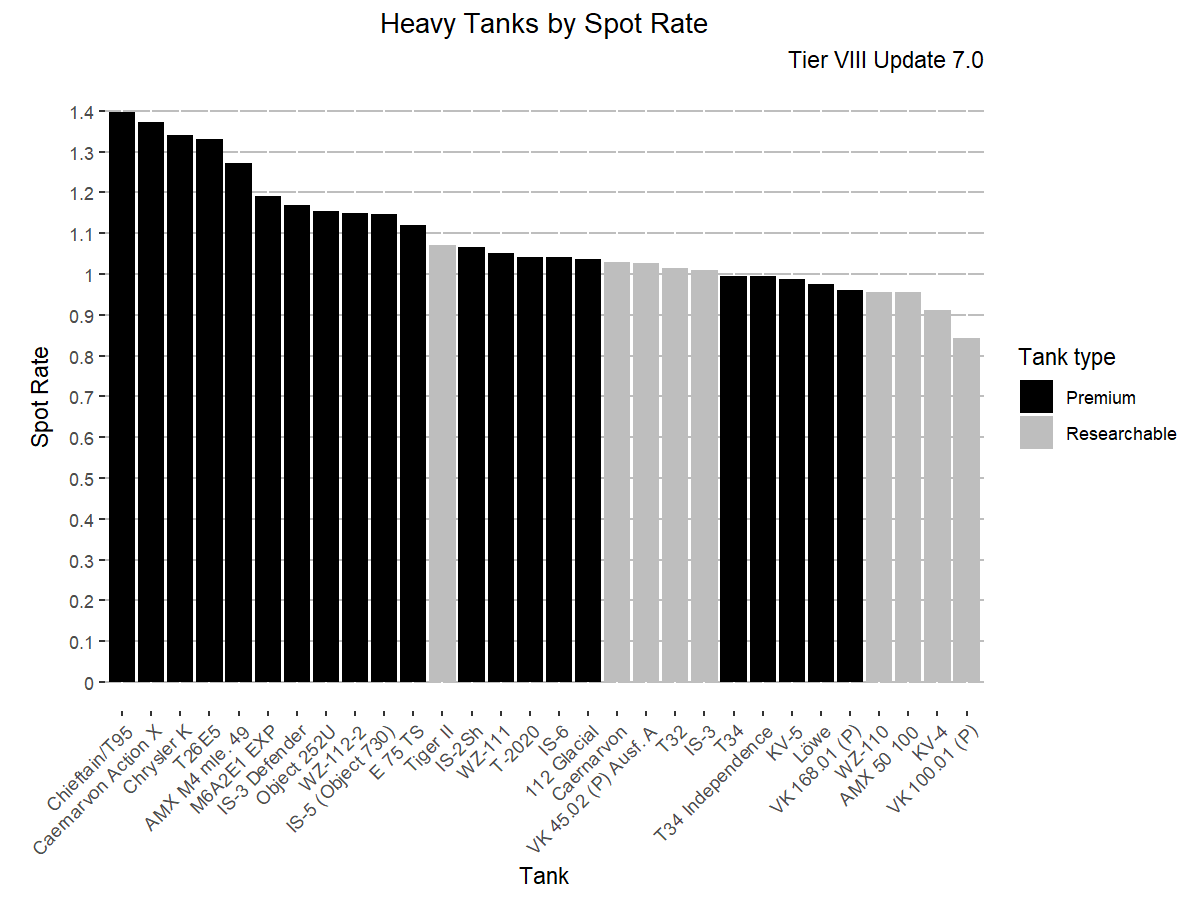 Heavy Tanks by Spot Rate
Tier VIII Update 7.0
1.4
1.3
1.2
1.1
1
0.9
0.8
0.7
0.6
0.5
0.4
0.3
0.2
0.1
0
Spot Rate
Chieftain/T95
Caernarvon Action X
Chrysler K
T26E5
AMX M4 mle. 49
M6A2E1 EXP
IS-3 Defender
Object 252U
WZ-112-2
IS-5 (Object 730)
E 75 TS
Tiger II
IS-2Sh
WZ-111
T-2020
IS-6
112 Glacial
Caernarvon
VK 45.02 (P) Ausf. A
T32
IS-3
T34
T34 Independence
KV-5
Löwe
VK 168.01 (P)
WZ-110
AMX 50 100
KV-4
VK 100.01 (P)
Tank
Tank type
Premium
Researchable